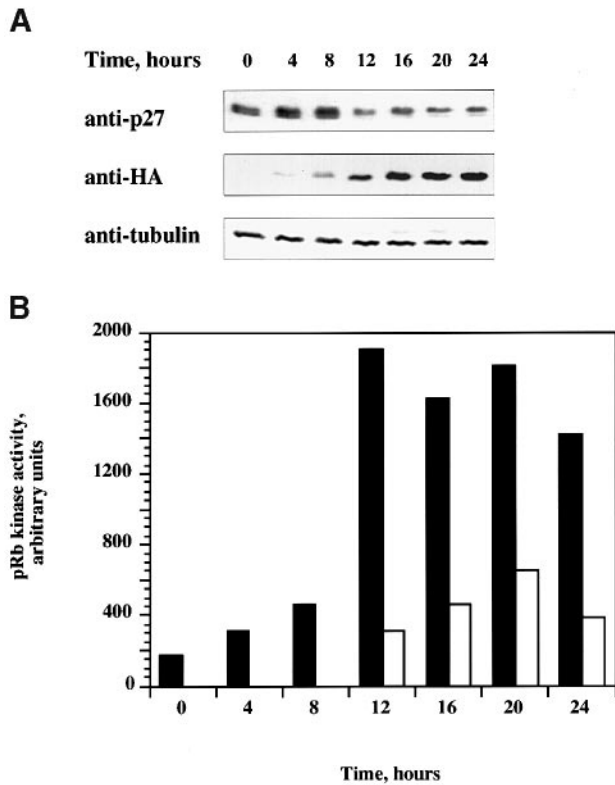 A
Time, hours 0 4 8 12 16 20 24
anti-p27
anti-HA
anti-tubulin
B
pRb kinase activity,
arbitrary units
2000
1600
1200
800
400
0
0 4 8 12 16 20 24
Time, hours